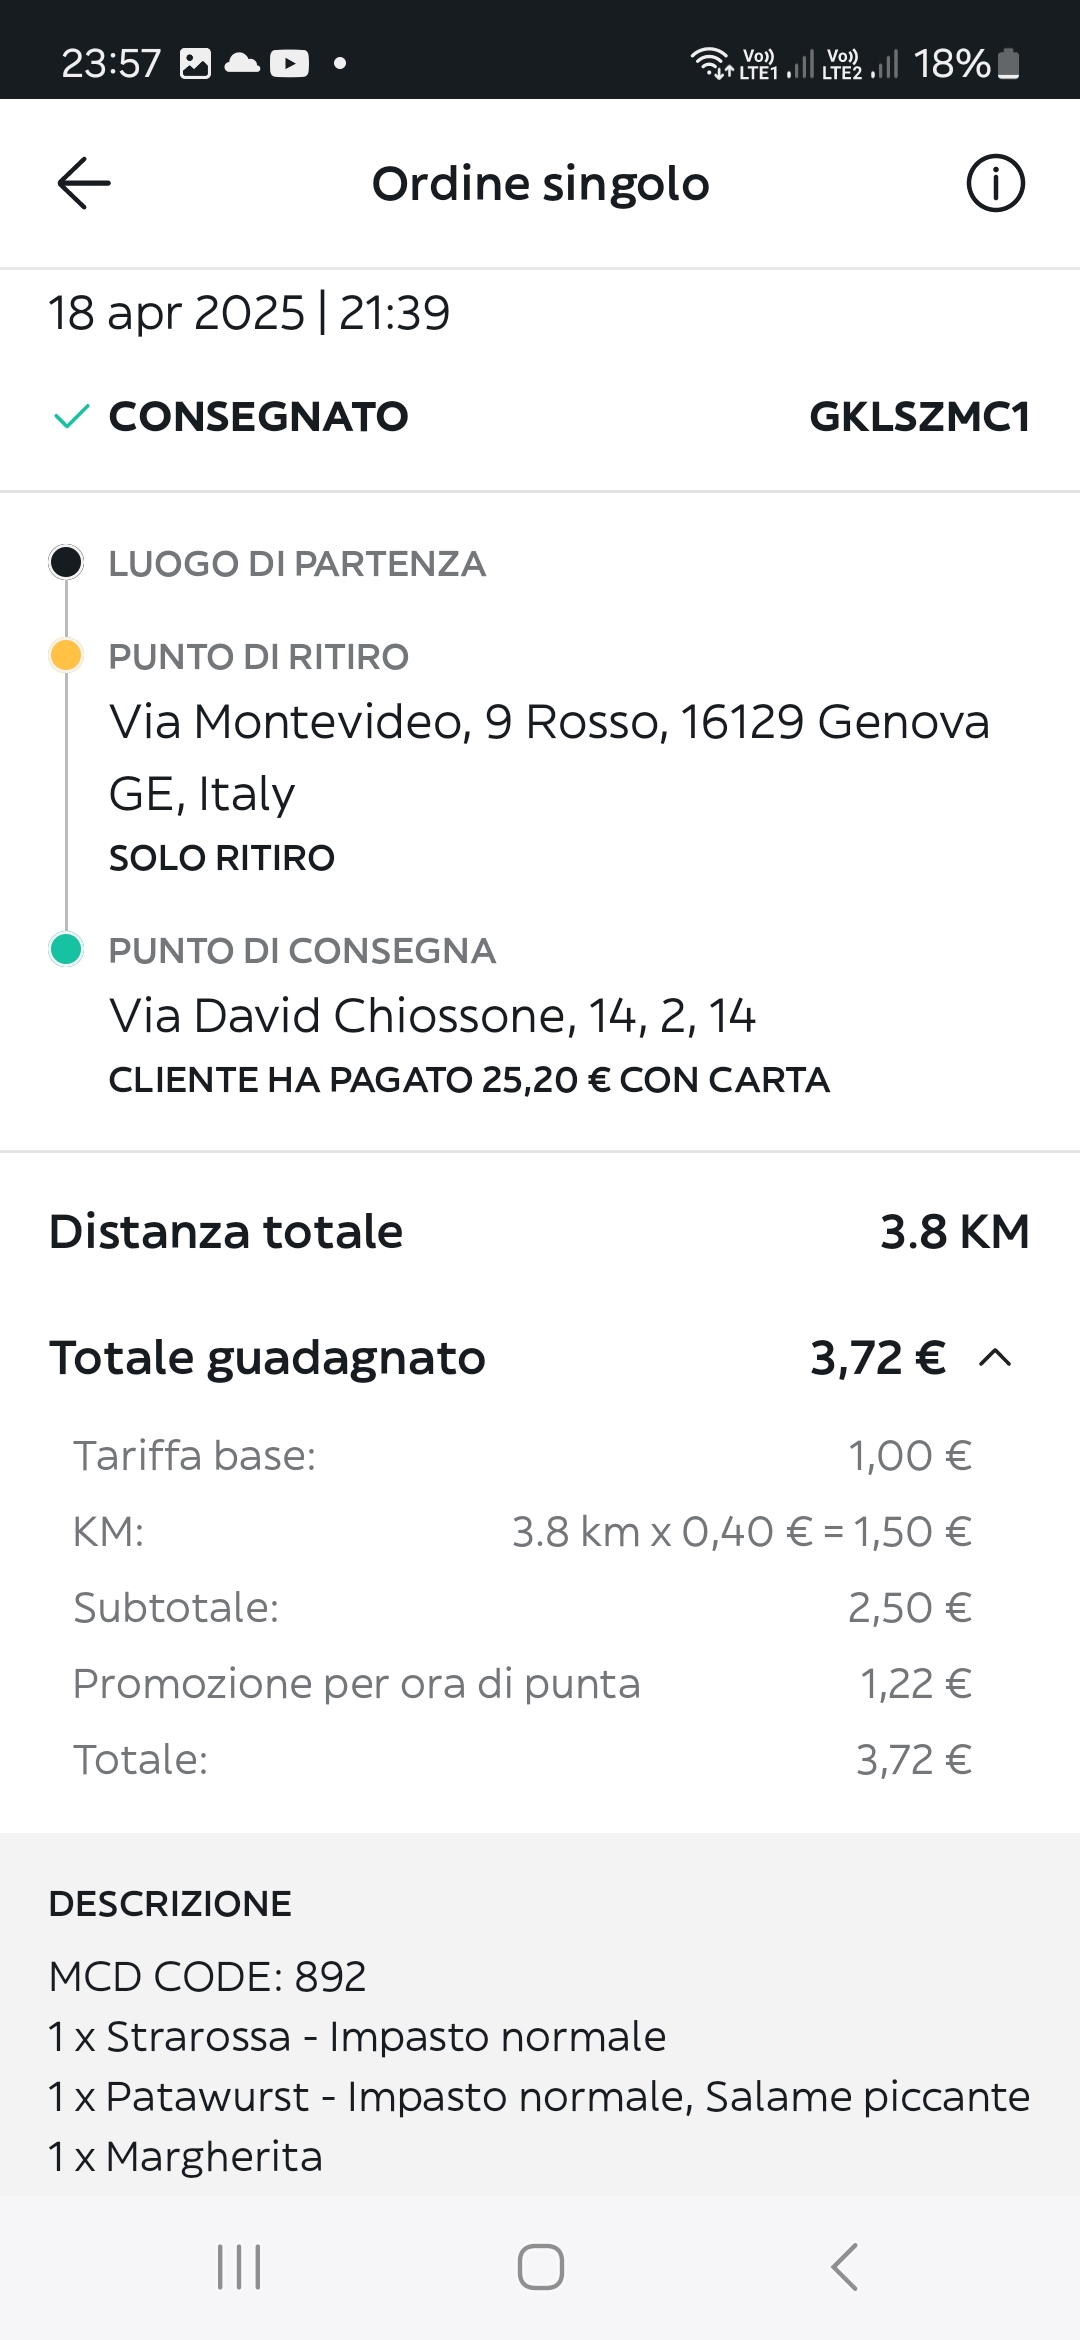 23:57
Vo)) LTE1 Vo)) LTE2 18%
Ordine singolo
18 apr 2025 | 21:39
CONSEGNATO GKLSZMC1
LUOGO DI PARTENZA
PUNTO DI RITIRO
Via Montevideo, 9 Rosso, 16129 Genova
GE, Italy
SOLO RITIRO
PUNTO DI CONSEGNA
Via David Chiossone, 14, 2, 14
CLIENTE HA PAGATO 25,20 € CON CARTA
Distanza totale 3.8 KM
Totale guadagnato 3,72 €
Tariffa base: 1,00 €
KM: 3.8 km x 0,40 € = 1,50 €
Subtotale: 2,50 €
Promozione per ora di punta 1,22 €
Totale: 3,72 €
DESCRIZIONE
MCD CODE: 892
1 x Strarossa - Impasto normale
1 x Patawurst - Impasto normale, Salame piccante
1 x Margherita